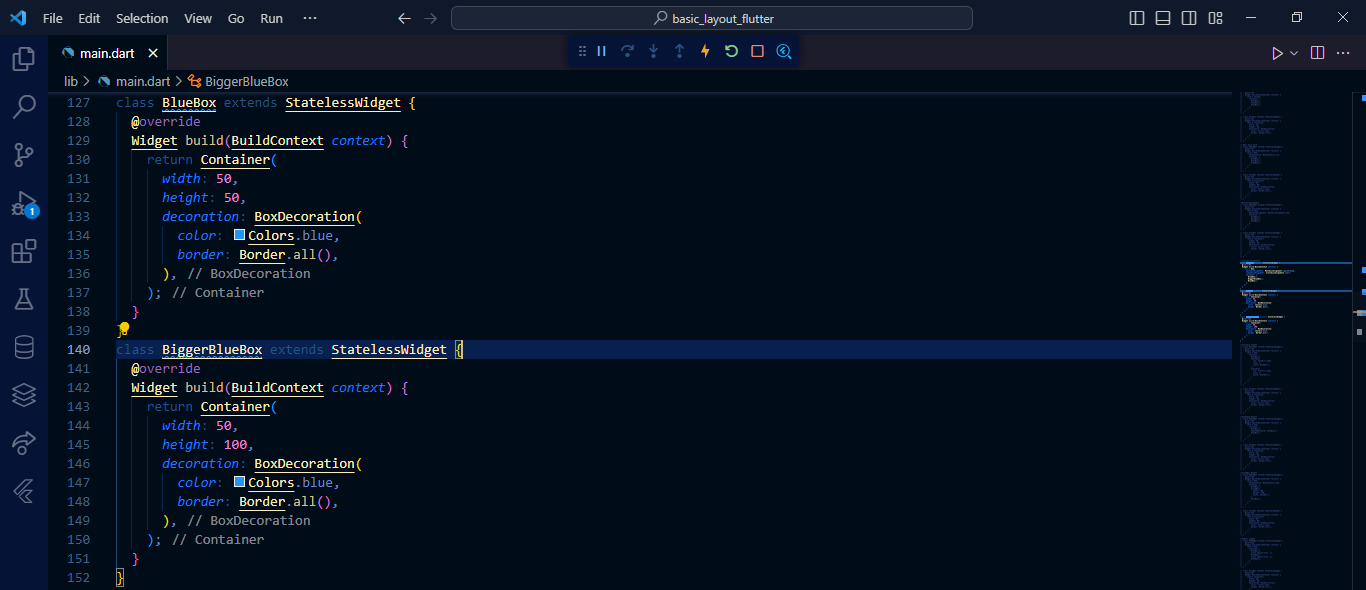 File Edit Selection View Go Run ··· basic_layout_flutter
main.dart
lib > main.dart > BiggerBlueBox
127 class BlueBox extends StatelessWidget {
128 @override
129 Widget build(BuildContext context) {
130 return Container(
131 width: 50,
132 height: 50,
133 decoration: BoxDecoration(
134 color: Colors.blue,
135 border: Border.all(),
136 ), // BoxDecoration
137 ); // Container
138 }
139 }
140 class BiggerBlueBox extends StatelessWidget {
141 @override
142 Widget build(BuildContext context) {
143 return Container(
144 width: 50,
145 height: 100,
146 decoration: BoxDecoration(
147 color: Colors.blue,
148 border: Border.all(),
149 ), // BoxDecoration
150 ); // Container
151 }
152 }
1